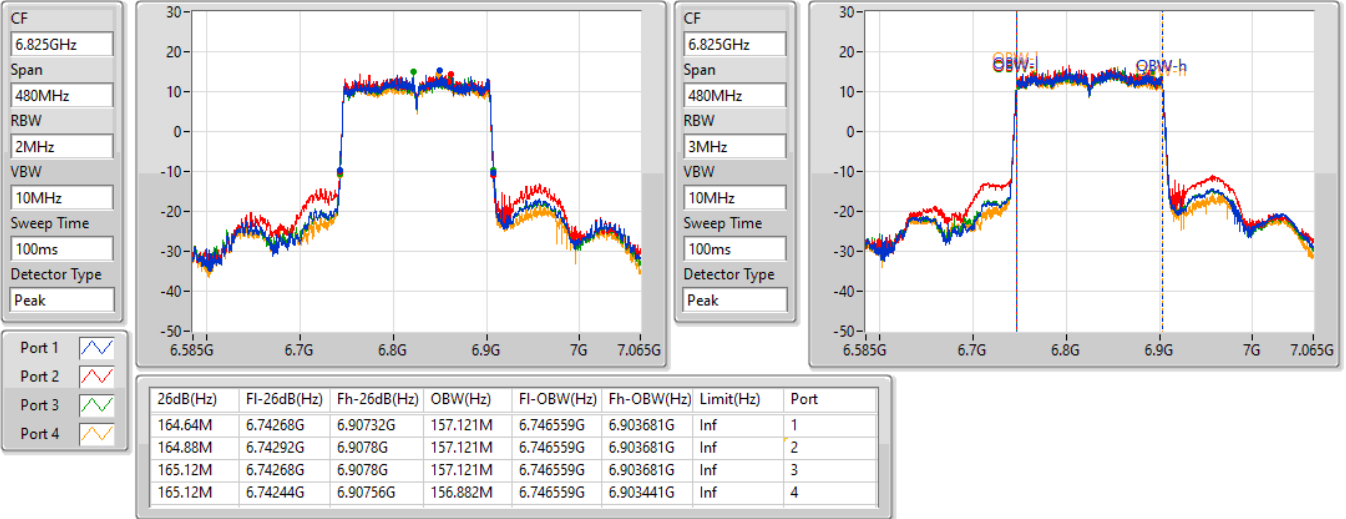 CF
6.825GHz
Span
480MHz
RBW
2MHz
VBW
10MHz
Sweep Time
100ms
Detector Type
Peak
30
20
10
0
-10
-20
-30
-40
-50
6.585G 6.7G 6.8G 6.9G 7G 7.065G
CF
6.825GHz
Span
480MHz
RBW
3MHz
VBW
10MHz
Sweep Time
100ms
Detector Type
Peak
30
20
10
0
-10
-20
-30
-40
-50
OBW-l OBW-h
6.585G 6.7G 6.8G 6.9G 7G 7.065G
Port 1
Port 2
Port 3
Port 4
26dB(Hz) Fl-26dB(Hz) Fh-26dB(Hz) OBW(Hz) Fl-OBW(Hz) Fh-OBW(Hz) Limit(Hz) Port
164.64M 6.74268G 6.90732G 157.121M 6.746559G 6.903681G Inf 1
164.88M 6.74292G 6.9078G 157.121M 6.746559G 6.903681G Inf 2
165.12M 6.74268G 6.9078G 157.121M 6.746559G 6.903681G Inf 3
165.12M 6.74244G 6.90756G 156.882M 6.746559G 6.903441G Inf 4